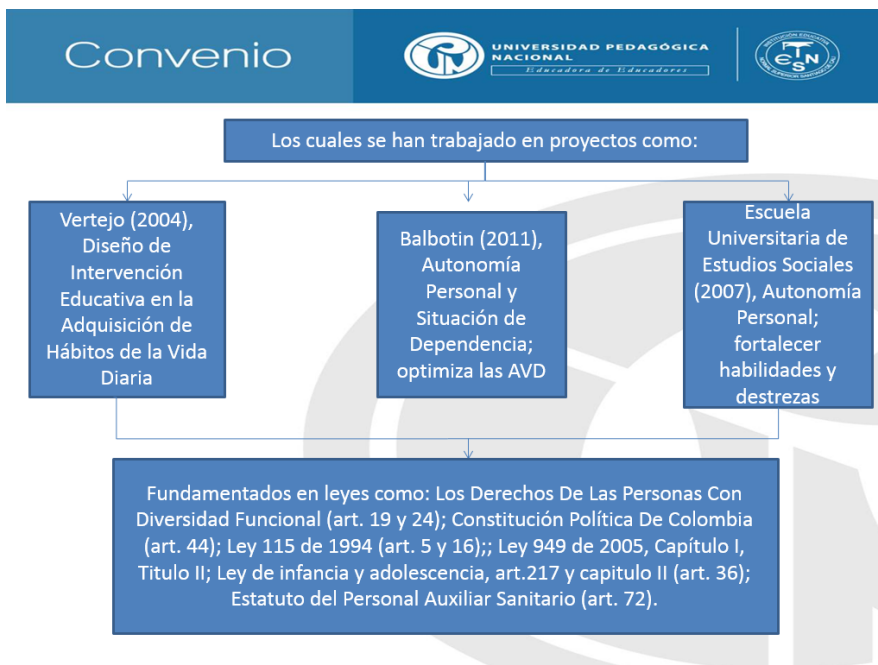 Convenio
UNIVERSIDAD PEDAGÓGICA
NACIONAL
Educadora de Educadores
Los cuales se han trabajado en proyectos como:
Vertejo (2004),
Diseño de
Intervención
Educativa en la
Adquisición de
Hábitos de la Vida
Diaria
Balbotin (2011),
Autonomía
Personal y
Situación de
Dependencia;
optimiza las AVD
Escuela
Universitaria de
Estudios Sociales
(2007), Autonomía
Personal;
fortalecer
habilidades y
destrezas
Fundamentados en leyes como: Los Derechos De Las Personas Con
Diversidad Funcional (art. 19 y 24); Constitución Política De Colombia
(art. 44); Ley 115 de 1994 (art. 5 y 16);; Ley 949 de 2005, Capítulo I,
Titulo II; Ley de infancia y adolescencia, art.217 y capitulo II (art. 36);
Estatuto del Personal Auxiliar Sanitario (art. 72).